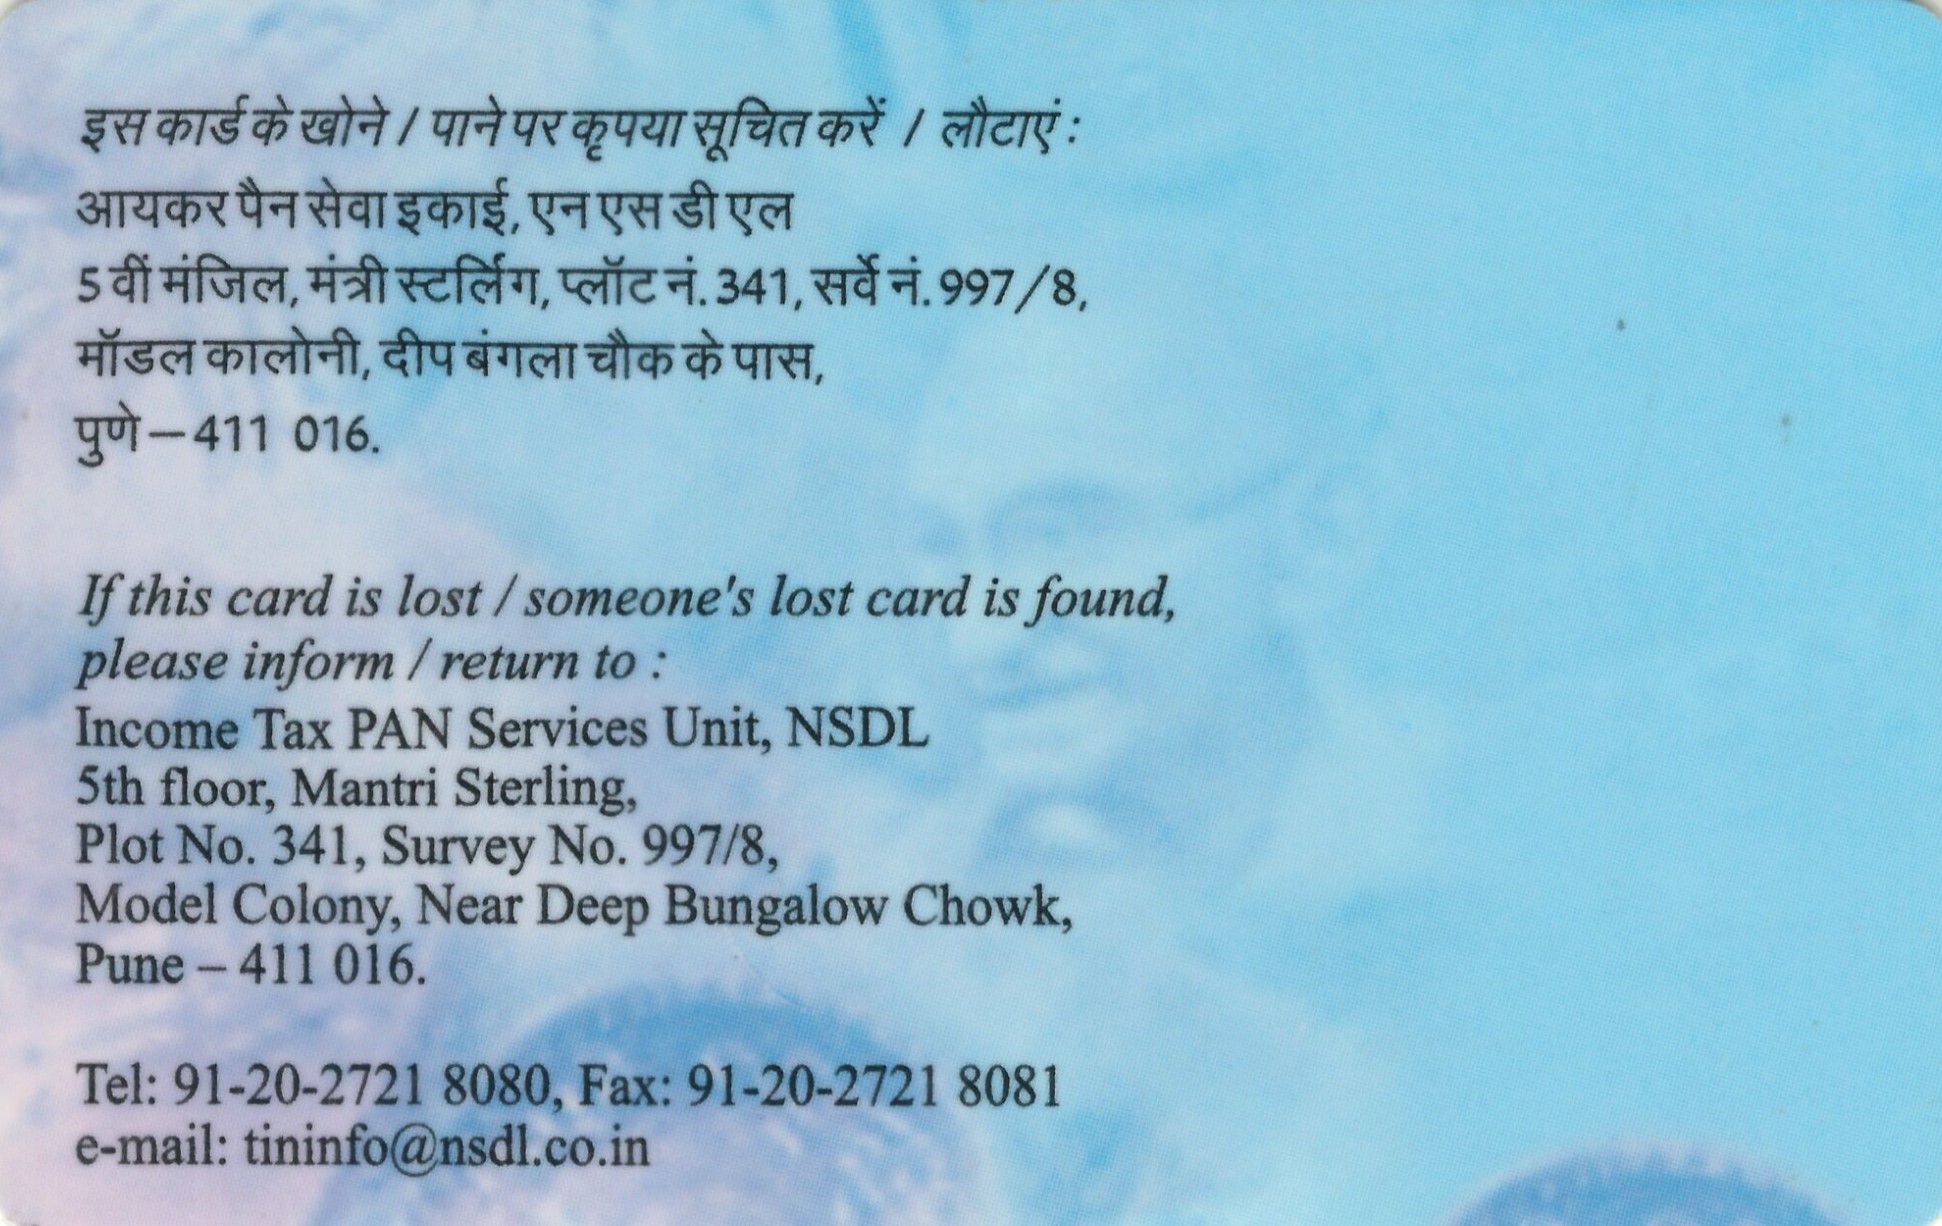 इस कार्ड के खोने / पाने पर कृपया सूचित करें / लौटाएं :
आयकर पैन सेवा इकाई, एन एस डी एल
5 वीं मंजिल, मंत्री स्टर्लिंग, प्लॉट नं. 341, सर्वे नं. 997/8,
मॉडल कालोनी, दीप बंगला चौक के पास,
पुणे – 411 016.
If this card is lost / someone's lost card is found,
please inform / return to :
Income Tax PAN Services Unit, NSDL
5th floor, Mantri Sterling,
Plot No. 341, Survey No. 997/8,
Model Colony, Near Deep Bungalow Chowk,
Pune – 411 016.
Tel: 91-20-2721 8080, Fax: 91-20-2721 8081
e-mail: tininfo@nsdl.co.in